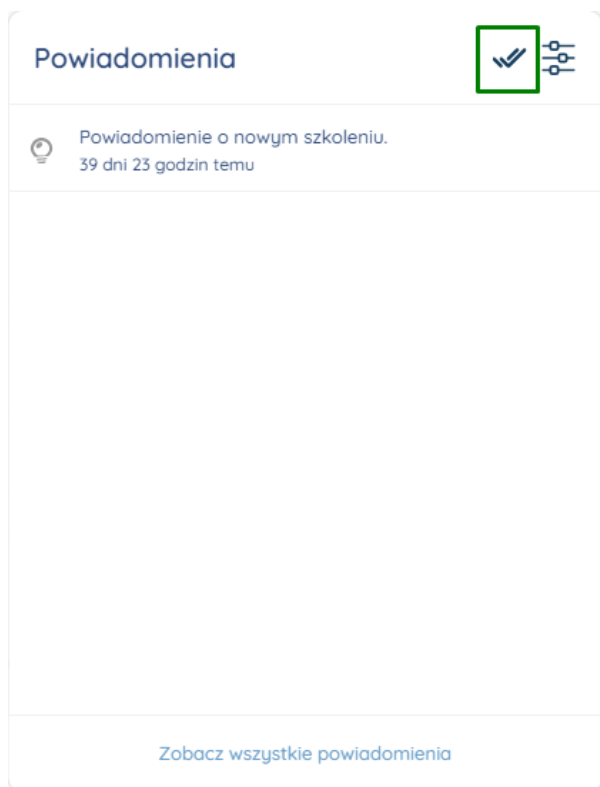 Powiadomienia
Powiadomienie o nowym szkoleniu.
39 dni 23 godzin temu
Zobacz wszystkie powiadomienia